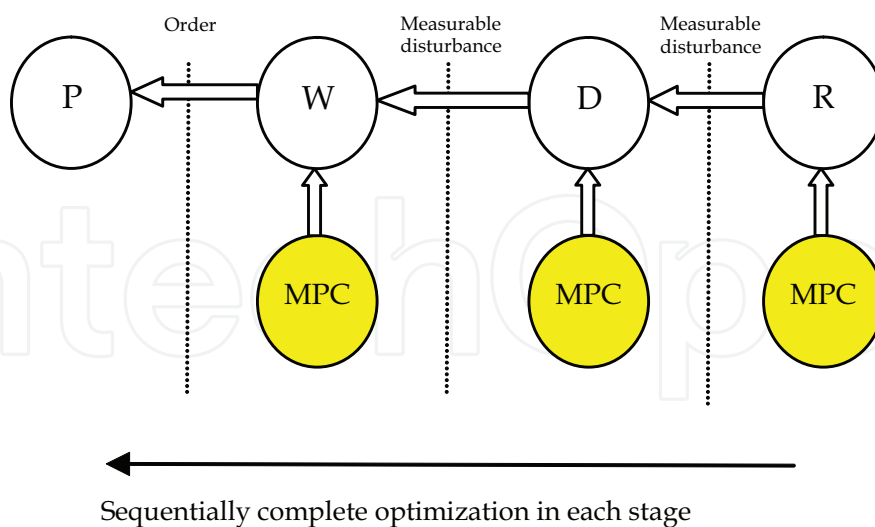 Order
Measurable
disturbance
Measurable
disturbance
P
W
D
R
MPC
MPC
MPC
Sequentially complete optimization in each stage